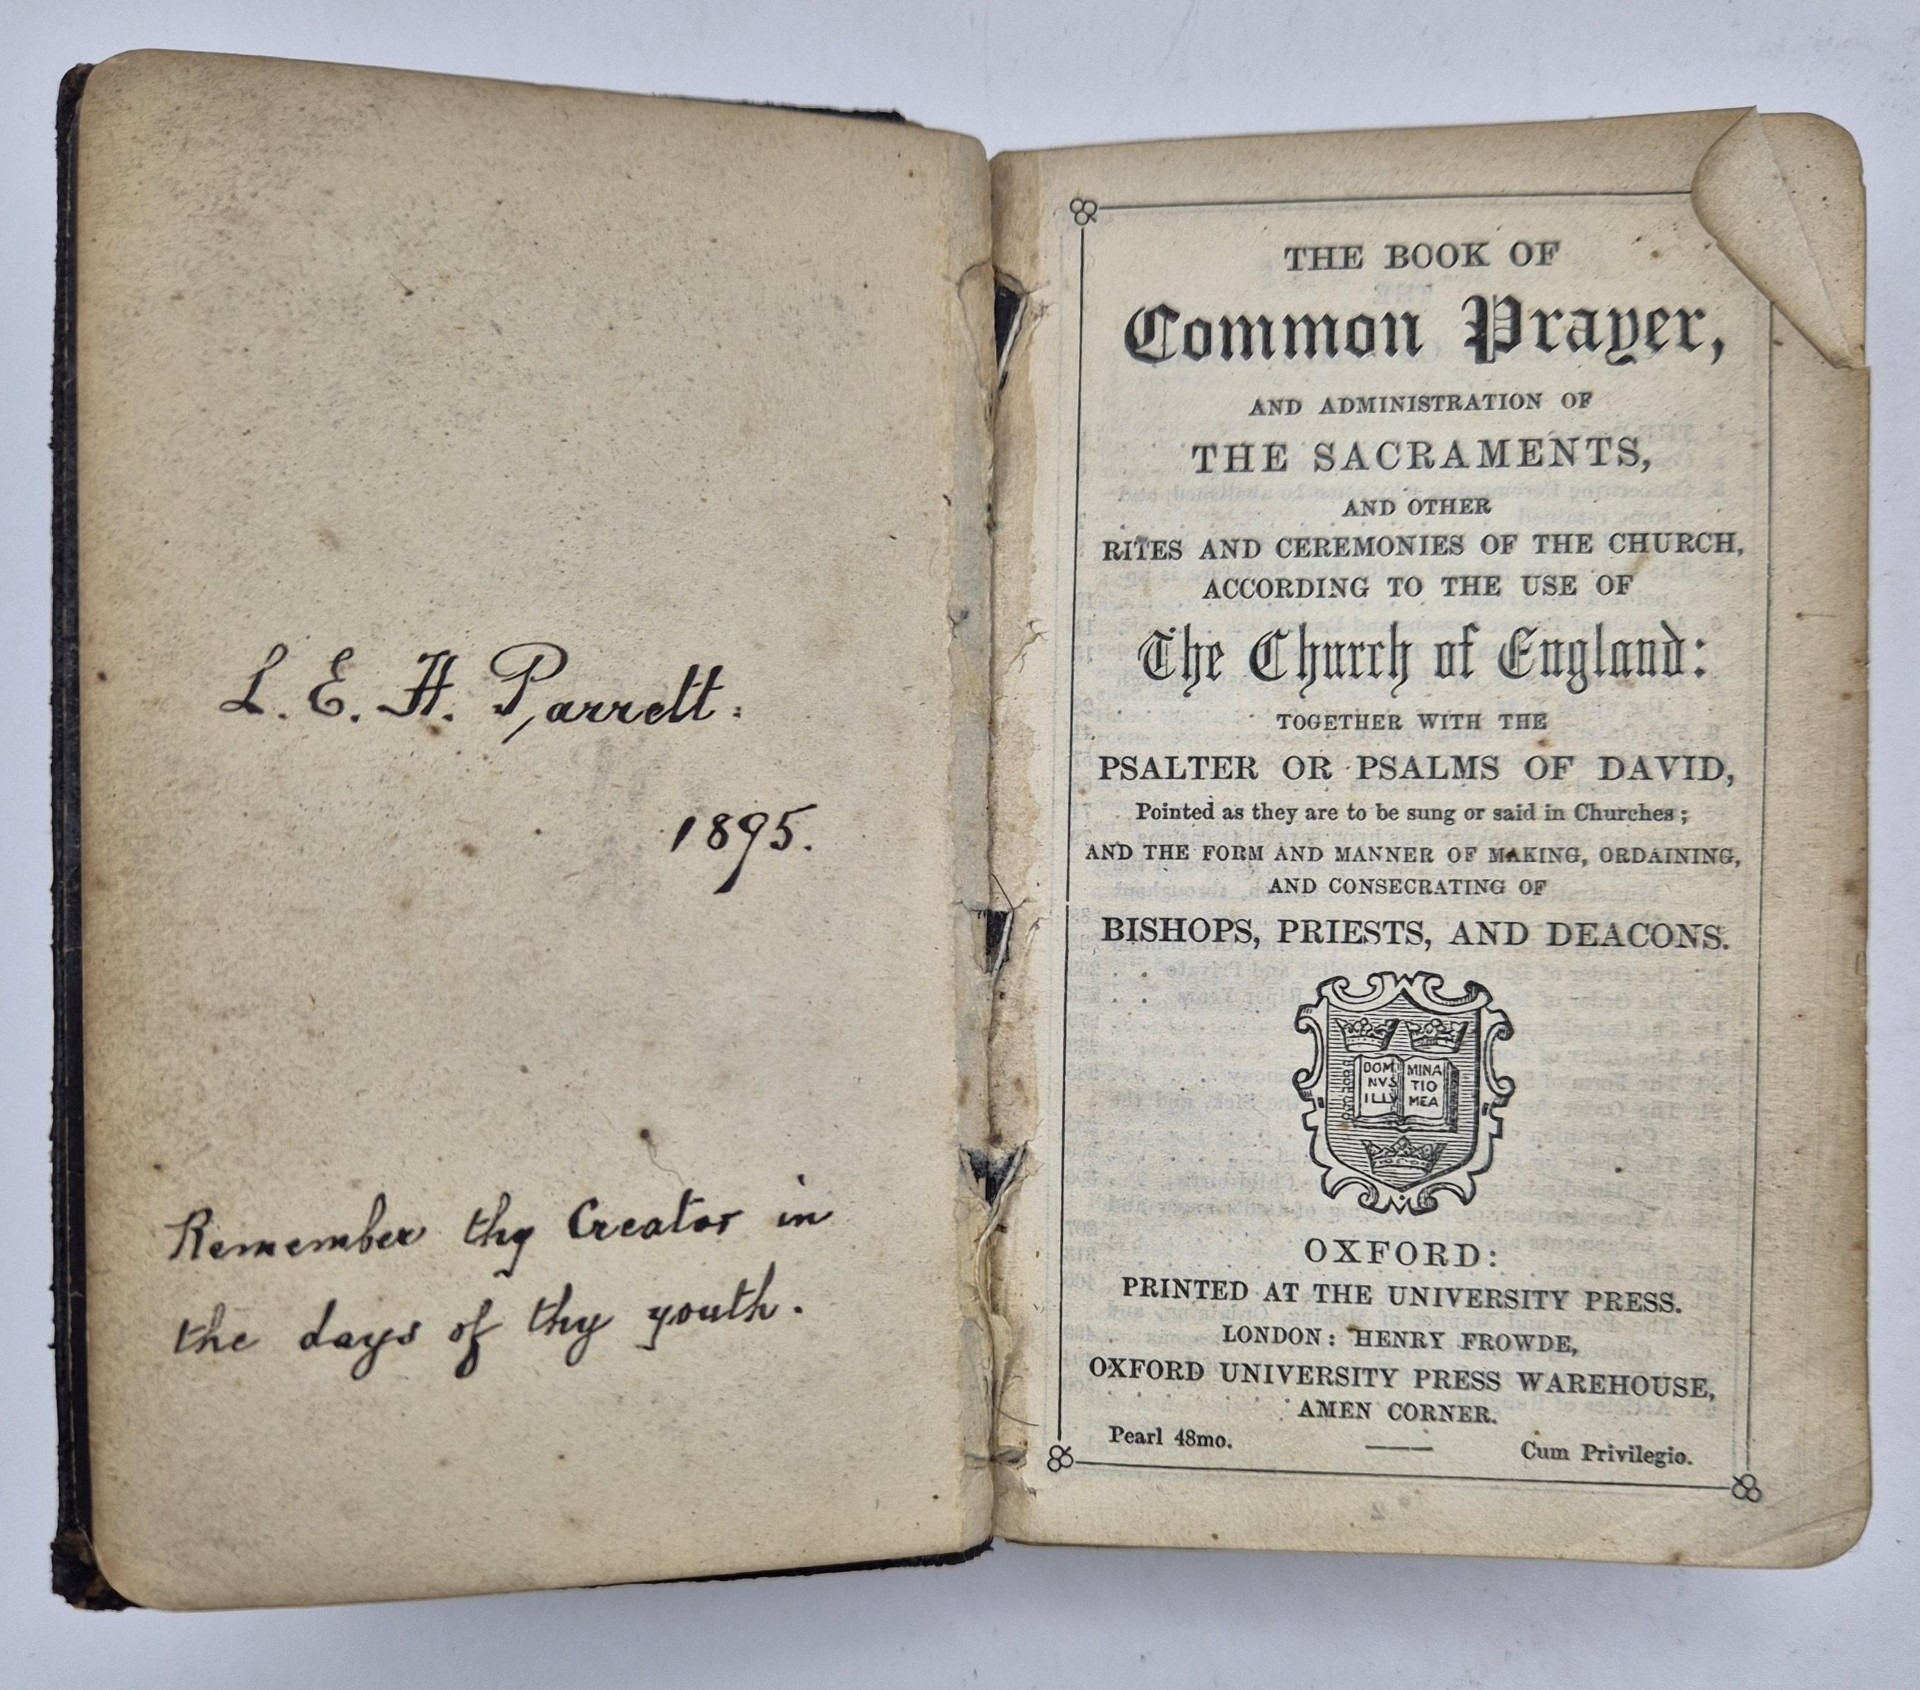 L. E. H. Parrett.
1895.
Remember thy Creator in
the days of thy youth.
THE BOOK OF
Common Prayer,
AND ADMINISTRATION OF
THE SACRAMENTS,
AND OTHER
RITES AND CEREMONIES OF THE CHURCH,
ACCORDING TO THE USE OF
The Church of England:
TOGETHER WITH THE
PSALTER OR PSALMS OF DAVID,
Pointed as they are to be sung or said in Churches;
AND THE FORM AND MANNER OF MAKING, ORDAINING,
AND CONSECRATING OF
BISHOPS, PRIESTS, AND DEACONS.
DOM MINA
NVS TIO
ILLV MEA
OXFORD:
PRINTED AT THE UNIVERSITY PRESS.
LONDON: HENRY FROWDE,
OXFORD UNIVERSITY PRESS WAREHOUSE,
AMEN CORNER.
Pearl 48mo. Cum Privilegio.